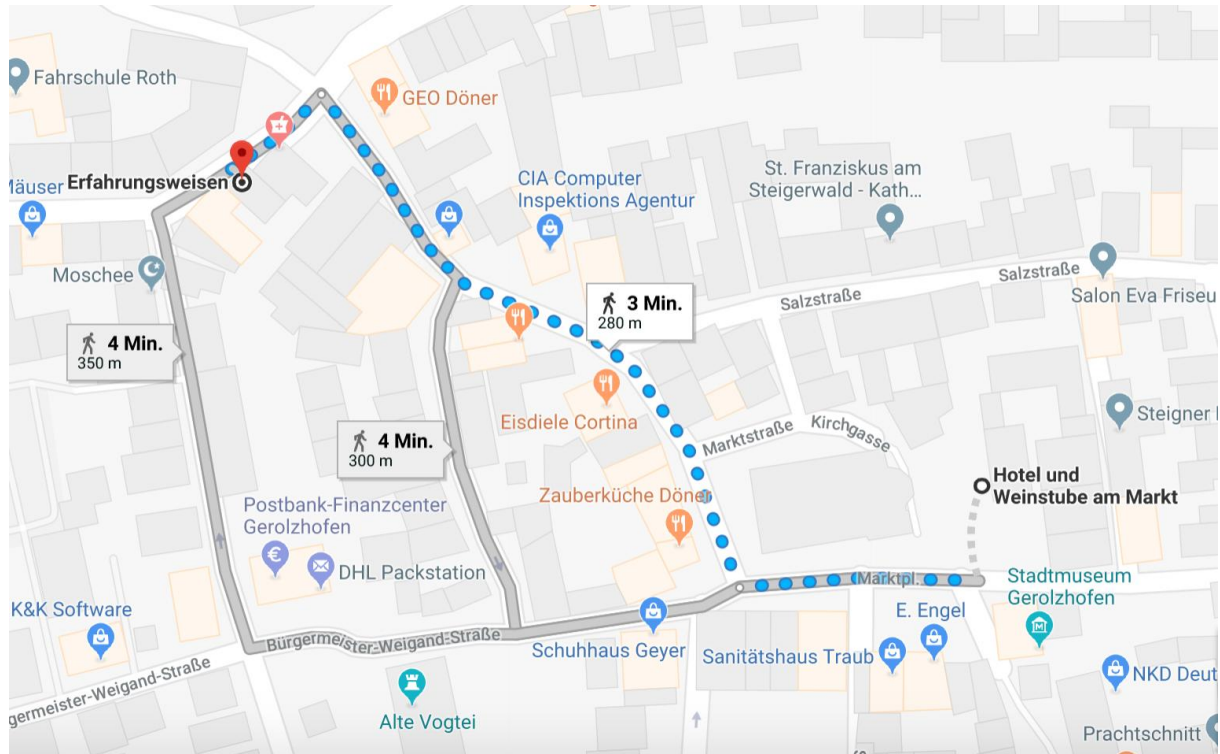 Fahrschule Roth
GEO Döner
CIA Computer
Inspektions Agentur
St. Franziskus am
Steigerwald - Kath...
Mäuser
Erfahrungsweisen
Moschee
Salzstraße
Salzstraße
Salon Eva Friseu
3 Min.
280 m
4 Min.
350 m
4 Min.
300 m
Eisdiele Cortina
Marktstraße
Kirchgasse
Steigner
Hotel und
Weinstube am Markt
Zauberküche Döner
Postbank-Finanzcenter
Gerolzhofen
DHL Packstation
Marktpl.
Stadtmuseum
Gerolzhofen
K&K Software
E. Engel
Bürgermeister-Weigand-Straße
Schuhhaus Geyer
Sanitätshaus Traub
germeister-Weigand-Straße
NKD Deut
Alte Vogtei
Prachtschnitt